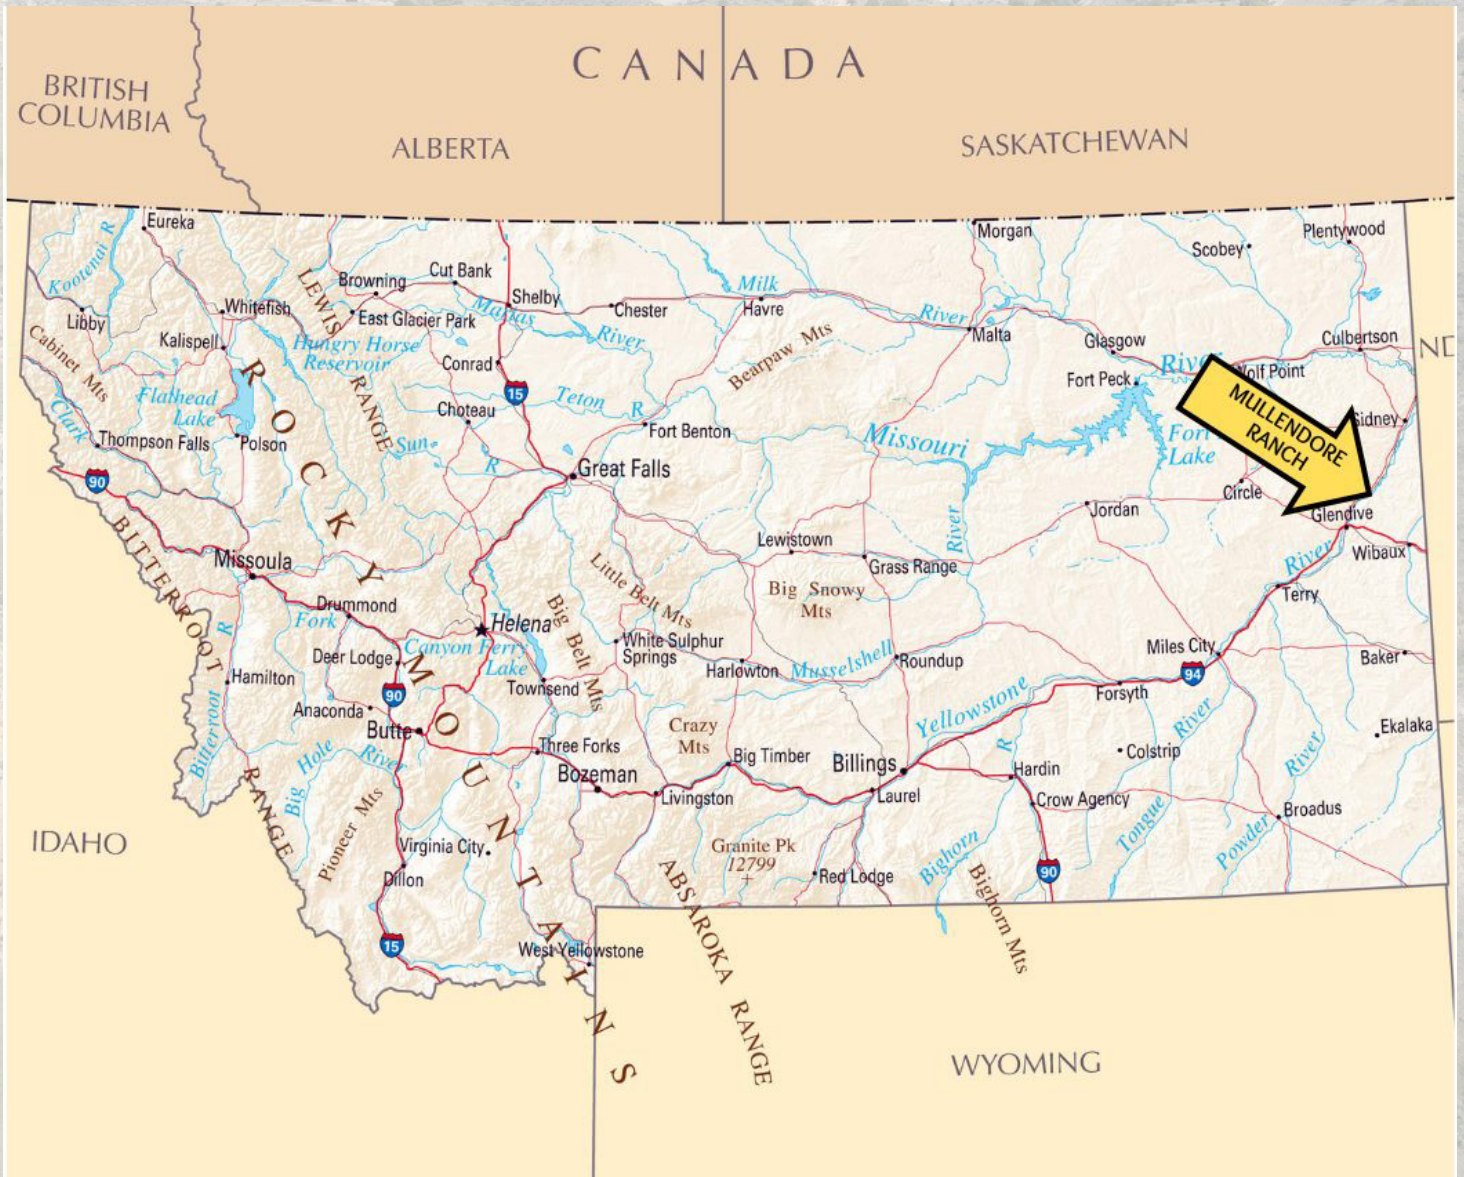 CANADA
BRITISH
COLUMBIA
ALBERTA
SASKATCHEWAN
Eureka
Kootenai R
Libby
Whitefish
Kalispell
Cabinet Mts
LEWIS
RANGE
Browning
Cut Bank
East Glacier Park
Hungry Horse
Reservoir
Shelby
Marias
River
Chester
Milk
Havre
River
Morgan
Malta
Scobey
Plentywood
Glasgow
Culbertson
ND
Fort Peck
River
Wolf Point
Conrad
15
Choteau
Teton R
Fort Benton
Bearpaw Mts
Flathead
Lake
Polson
Clark
Thompson Falls
Sun
R
Great Falls
Missouri
Fort
Lake
MULLENDORE
RANCH
Sidney
90
ROCKY
MOUNTAINS
BITTERROOT
RANGE
Missoula
Circle
Jordan
Glendive
Wibaux
River
Lewistown
Grass Range
River
Little Belt Mts
Big Snowy
Mts
Terry
Drummond
Fork
R
Helena
Big Belt Mts
Canyon Ferry
Lake
White Sulphur
Springs
Harlowton
Musselshell
Roundup
Miles City
94
Baker
Deer Lodge
Hamilton
90
Townsend
Anaconda
Butte
Forsyth
Yellowstone
River
Ekalaka
Crazy
Mts
Three Forks
Bitterroot
Big Hole River
Big Timber
Billings
R
Colstrip
River
Bozeman
Livingston
Laurel
Hardin
Crow Agency
Broadus
Pioneer Mts
Virginia City
Dillon
Granite Pk
12799
Red Lodge
Bighorn
Tongue
Powder
90
IDAHO
ABSAROKA RANGE
Bighorn Mts
15
West Yellowstone
WYOMING